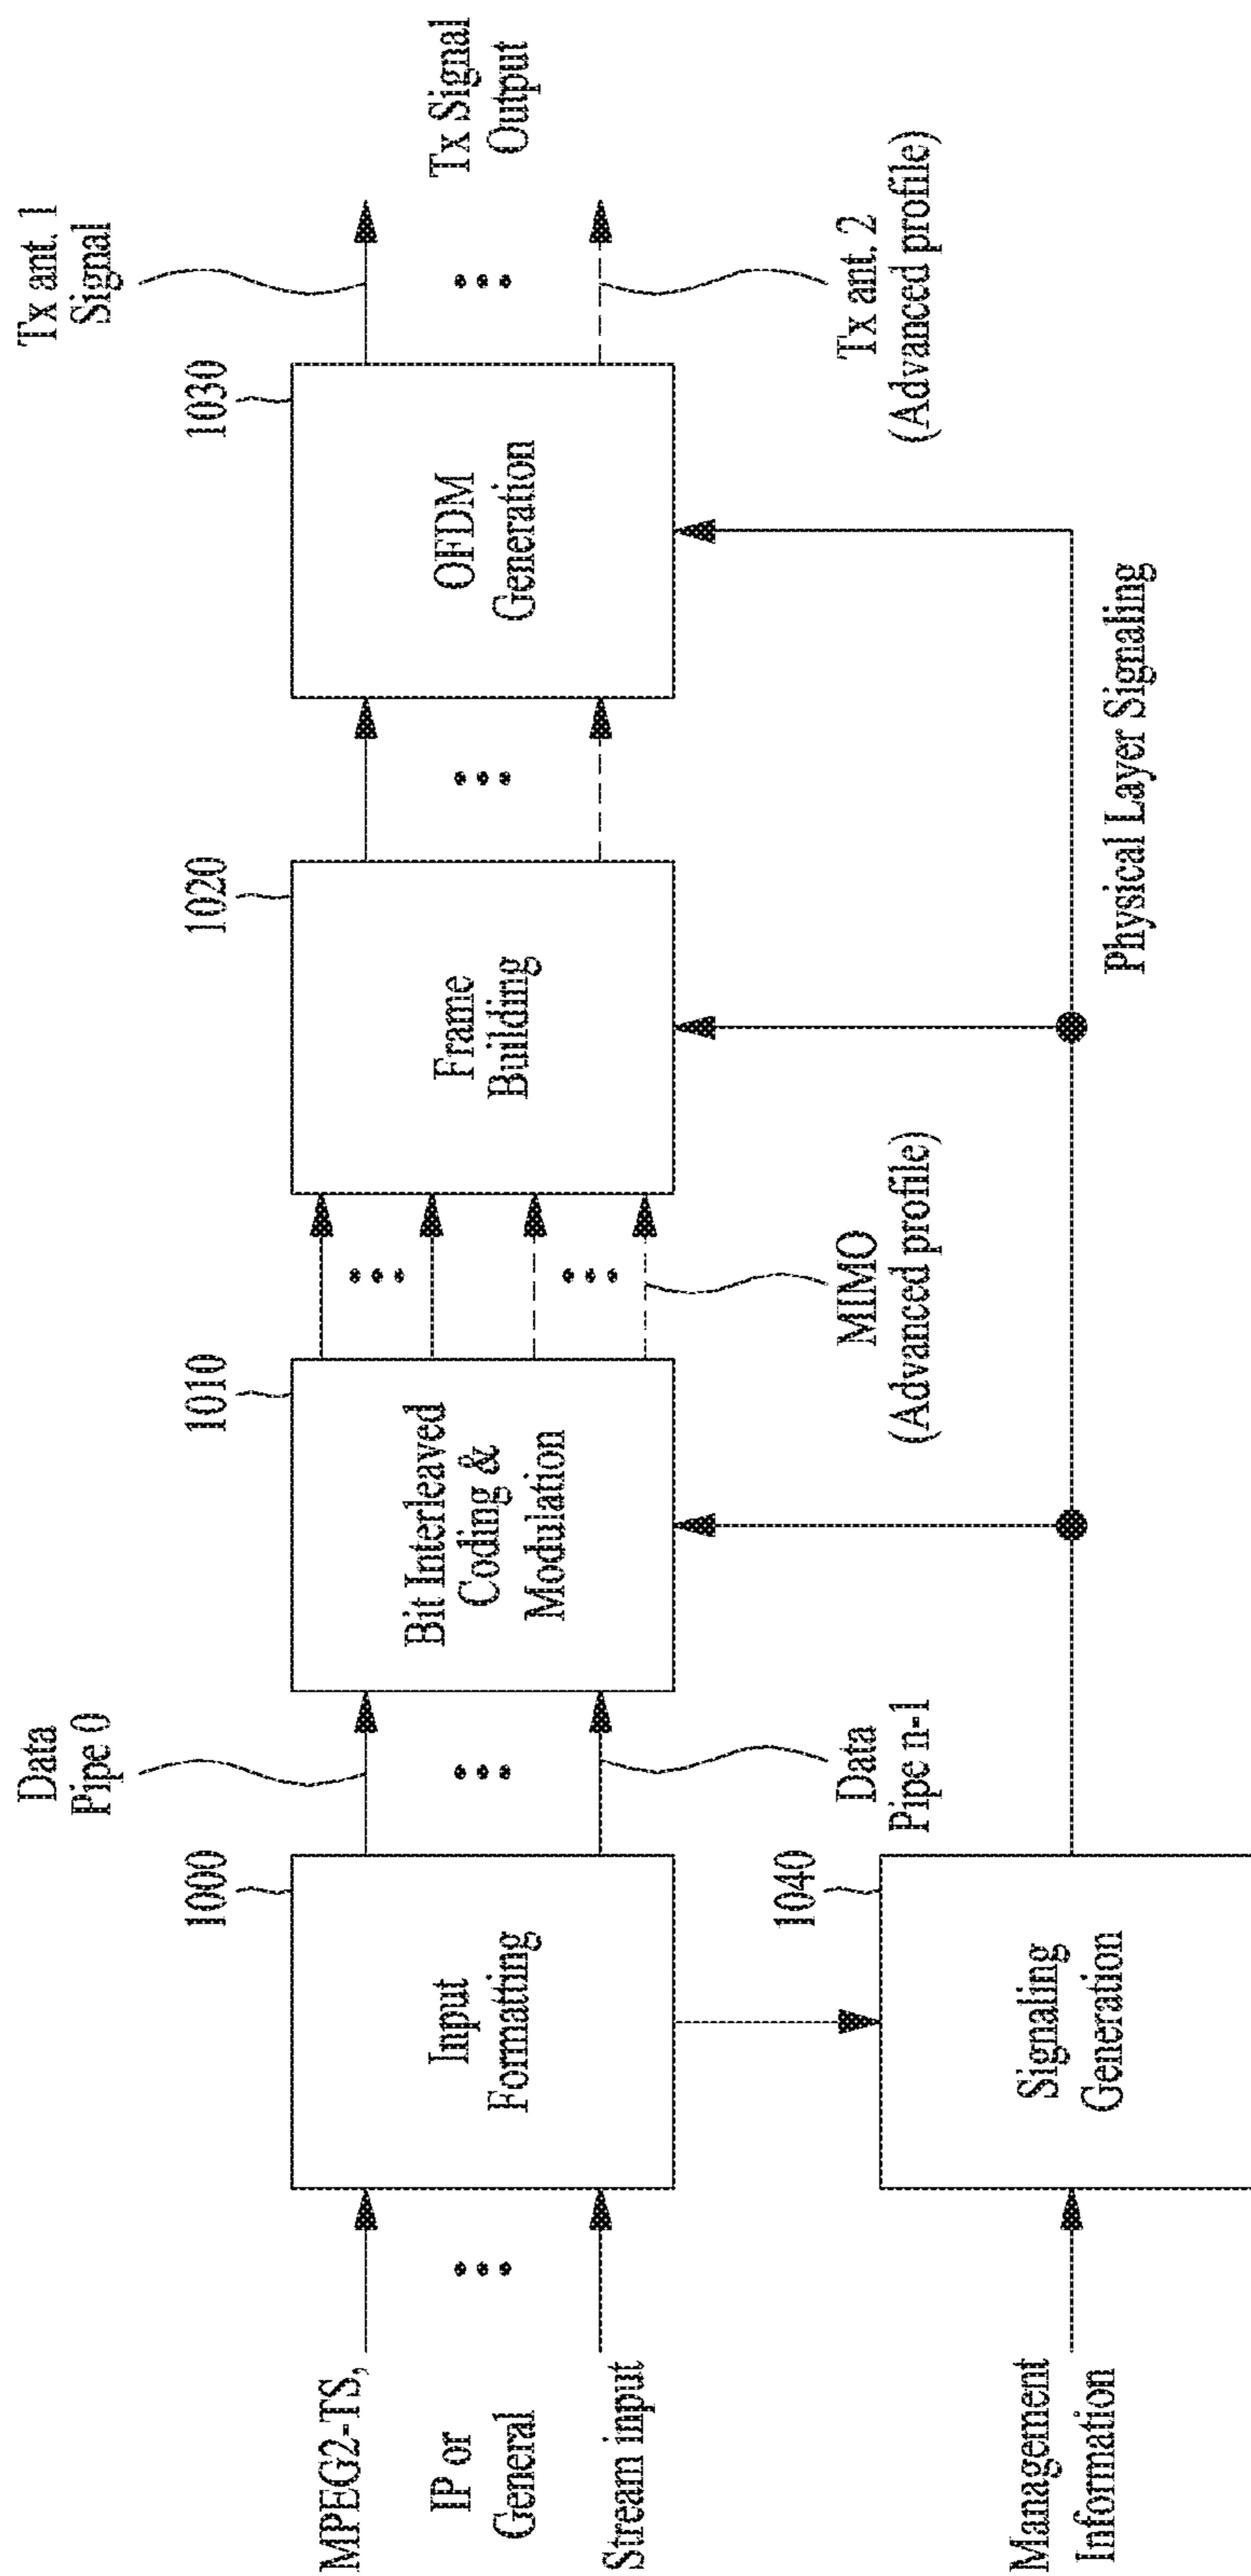 MPEG2-TS,
IP or
General
Stream input
Management
Information
1000
Input
Formatting
1040
Signaling
Generation
Data
Pipe 0
Data
Pipe n-1
1010
Bit Interleaved
Coding &
Modulation
MIMO
(Advanced profile)
1020
Frame
Building
Physical Layer Signaling
1030
OFDM
Generation
Tx ant. 1
Signal
Tx ant. 2
(Advanced profile)
Tx Signal
Output